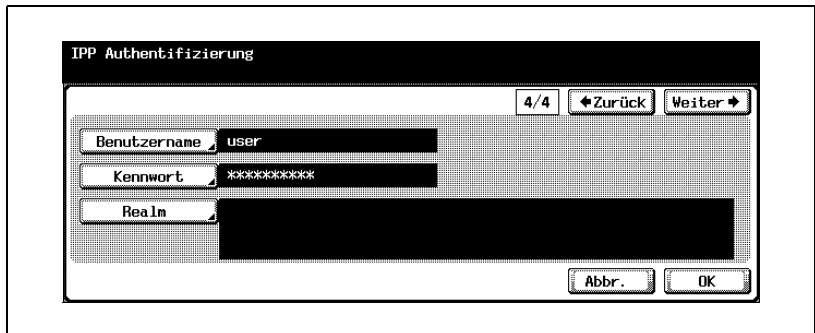 IPP Authentifizierung
4/4 ←Zurück Weiter→
Benutzername user
Kennwort **********
Realm
Abbr. OK